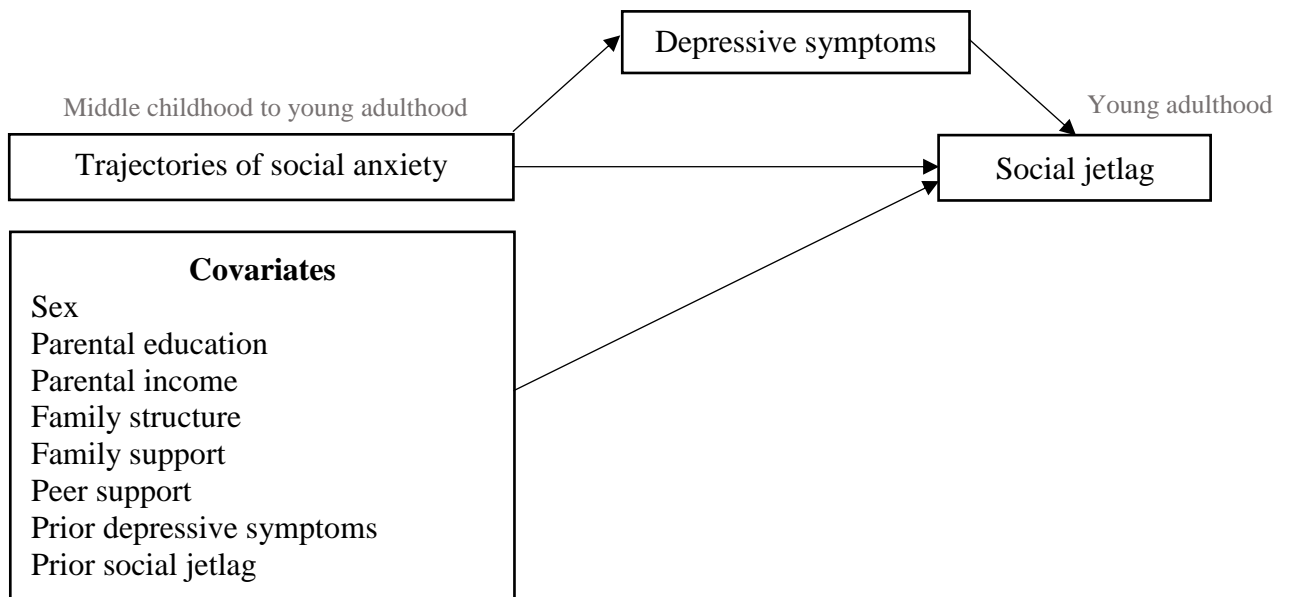 Depressive symptoms
Middle childhood to young adulthood
Young adulthood
Trajectories of social anxiety
Social jetlag
Covariates
Sex
Parental education
Parental income
Family structure
Family support
Peer support
Prior depressive symptoms
Prior social jetlag